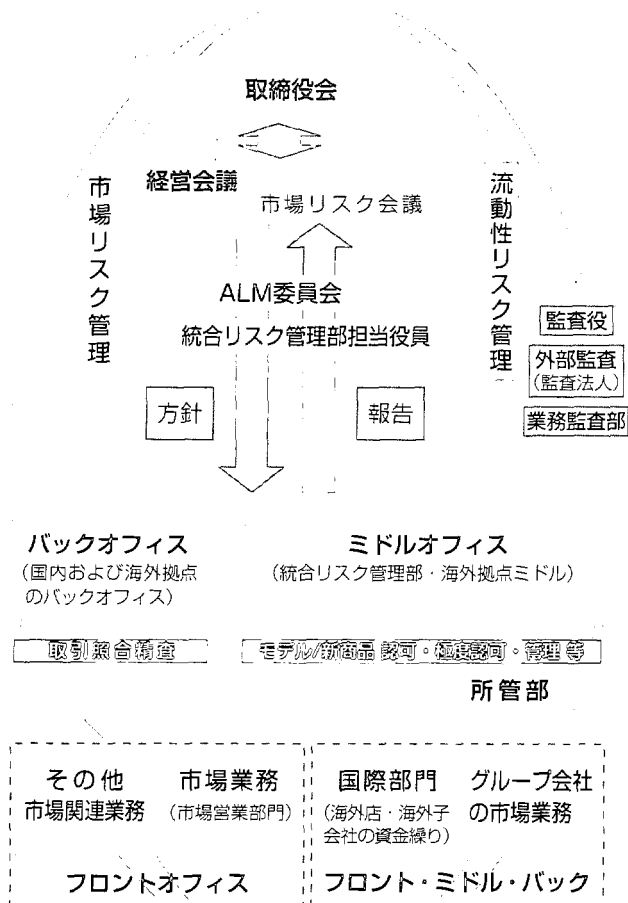 取締役会
経営会議
市場リスク会議
市場リスク管理
流動性リスク管理
ALM委員会
統合リスク管理部担当役員
監査役
外部監査
(監査法人)
業務監査部
方針
報告
バックオフィス
(国内および海外拠点
のバックオフィス)
ミドルオフィス
(統合リスク管理部・海外拠点ミドル)
取引照合精査
モデル/新商品 認可・極度認可・管理 等
所管部
その他
市場関連業務
市場業務
(市場営業部門)
国際部門
(海外店・海外子
会社の資金繰り)
グループ会社
の市場業務
フロントオフィス
フロント・ミドル・バック